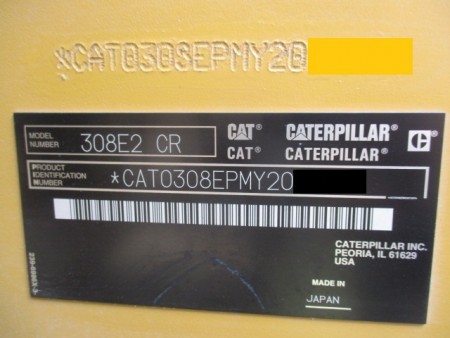 *CAT0308EPMY20
MODEL NUMBER 308E2 CR CAT® CATERPILLAR® C
CAT® CATERPILLAR®
PRODUCT IDENTIFICATION NUMBER *CAT0308EPMY20
CATERPILLAR INC.
PEORIA, IL 61629
USA
MADE IN
JAPAN